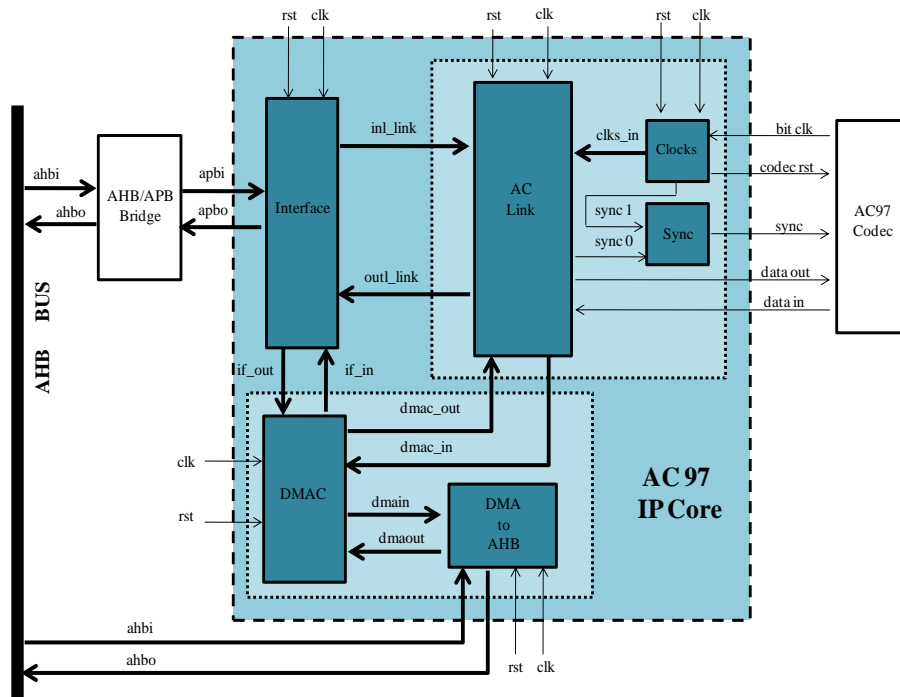 rst
clk
rst
clk
rst
clk
inl_link
clks_in
Clocks
bit clk
codec rst
ahbi
ahbo
AHB/APB
Bridge
apbi
apbo
Interface
AC
Link
sync 1
sync 0
Sync
sync
AC97
Codec
data out
data in
outl_link
AHB BUS
if_out
if_in
dmac_out
dmac_in
clk
rst
DMAC
dmain
dmaout
DMA
to
AHB
AC 97
IP Core
ahbi
ahbo
rst
clk